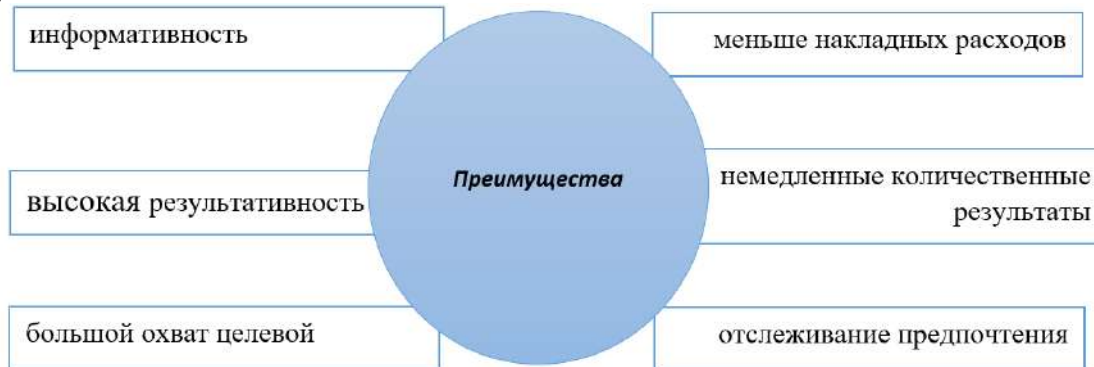 информативность
высокая результативность
большой охват целевой
Преимущества
меньше накладных расходов
немедленные количественные
результаты
отслеживание предпочтения